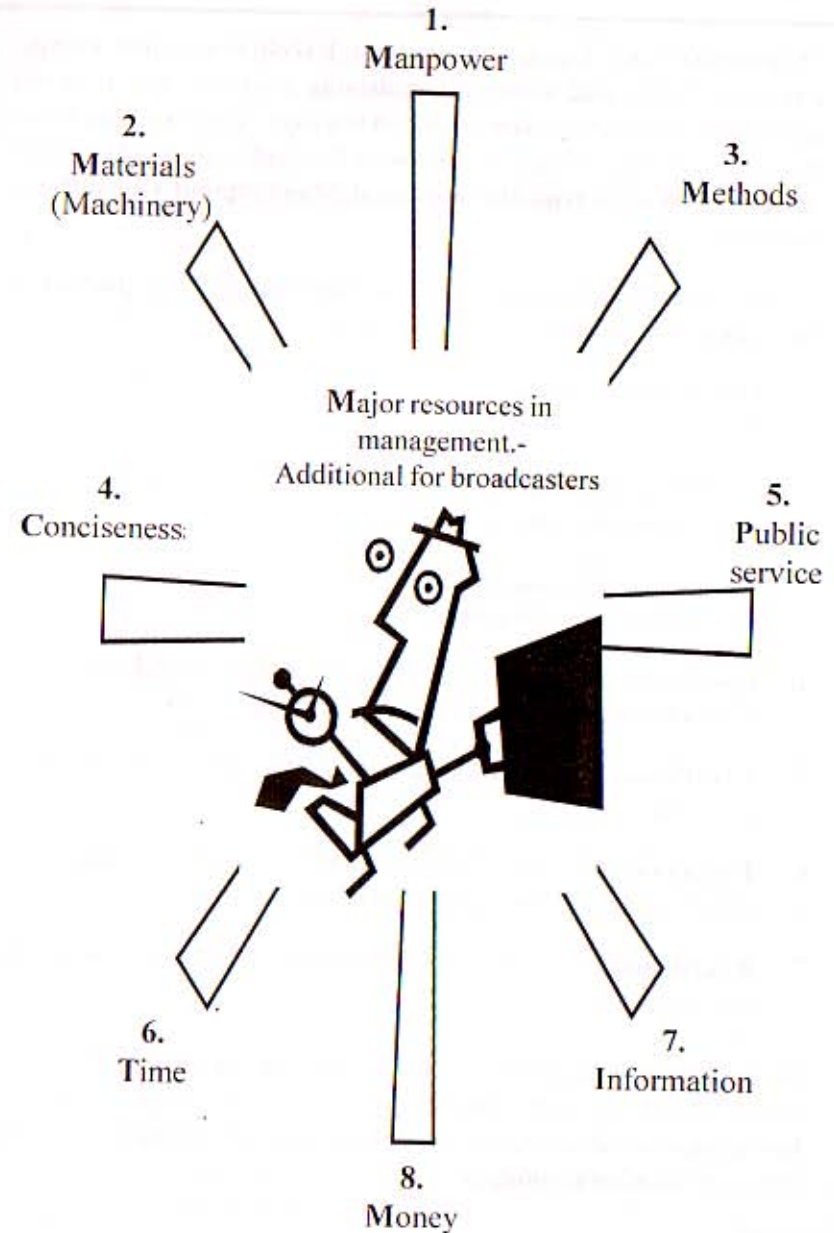 1.
Manpower
2.
Materials
(Machinery)
3.
Methods
Major resources in
management.-
Additional for broadcasters
4.
Conciseness
5.
Public
service
6.
Time
7.
Information
8.
Money